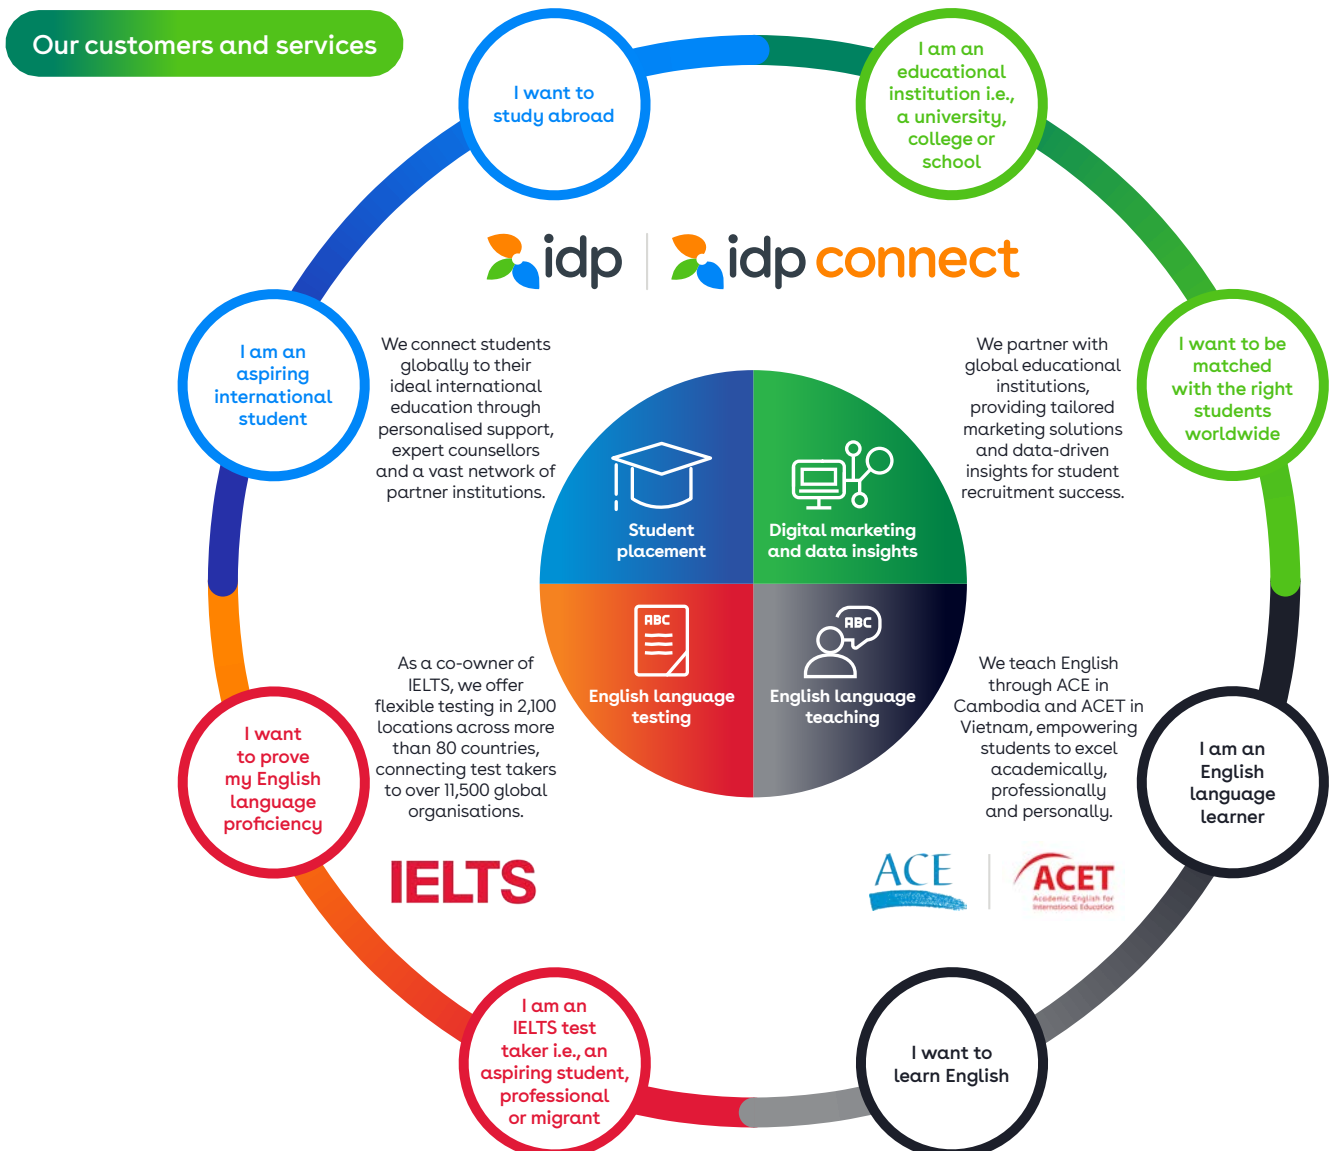 Our customers and services
I want to
study abroad
I am an
educational
institution i.e.,
a university,
college or
school
idp
idp connect
I am an
aspiring
international
student
We connect students
globally to their
ideal international
education through
personalised support,
expert counsellors
and a vast network of
partner institutions.
We partner with
global educational
institutions,
providing tailored
marketing solutions
and data-driven
insights for student
recruitment success.
I want to be
matched
with the right
students
worldwide
Student
placement
Digital marketing
and data insights
ABC
English language
testing
ABC
English language
teaching
I want
to prove
my English
language
proficiency
As a co-owner of
IELTS, we offer
flexible testing in 2,100
locations across more
than 80 countries,
connecting test takers
to over 11,500 global
organisations.
We teach English
through ACE in
Cambodia and ACET in
Vietnam, empowering
students to excel
academically,
professionally
and personally.
I am an
English
language
learner
IELTS
ACE
ACET
Academic English for
International Education
I am an
IELTS test
taker i.e., an
aspiring student,
professional
or migrant
I want to
learn English